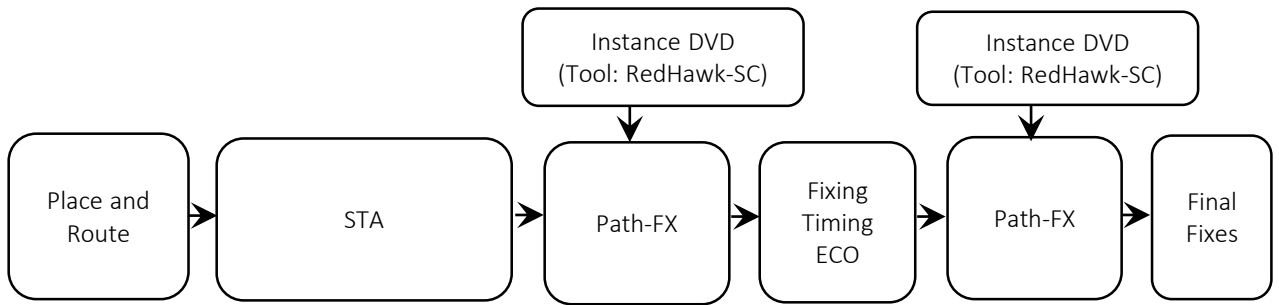 Instance DVD
(Tool: RedHawk-SC)
Instance DVD
(Tool: RedHawk-SC)
Place and
Route
STA
Path-FX
Fixing
Timing
ECO
Path-FX
Final
Fixes